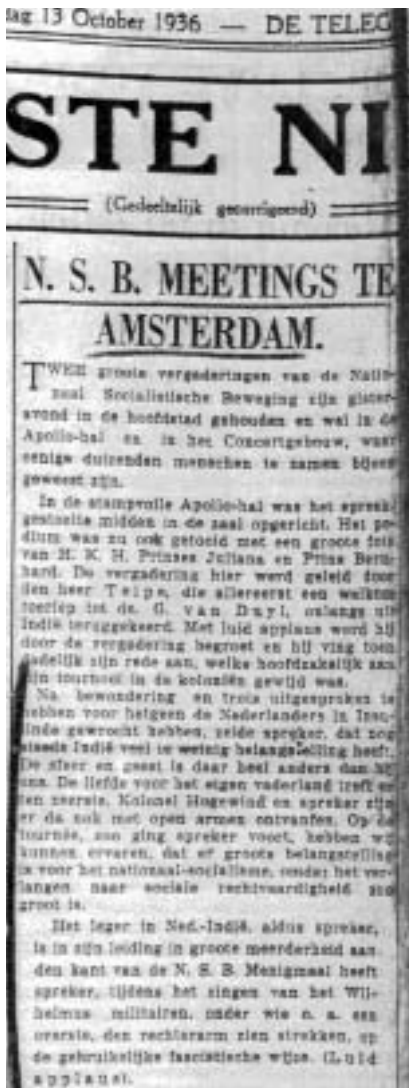 dag 13 October 1936 — DE TELEG
STE NI
(Gedeeltelijk gecorrigeerd)
N. S. B. MEETINGS TE
AMSTERDAM.
TWEE groote vergaderingen van de Natio-
naal Socialistische Beweging zijn gister-
avond in de hoofdstad gehouden en wel in de
Apollo-hal en in het Concertgebouw, waar
eenige duizenden menschen te samen bijeen
geweest zijn.
In de stampvolle Apollo-hal was het spreek-
gestoelte midden in de zaal opgericht. Het po-
dium was nu ook getooid met een groote foto
van H. K. H. Prinses Juliana en Prins Bern-
hard. De vergadering hier werd geleid door
den heer Teips, die allereerst een welkom
toeriep tot ds. G. van Duyl, onlangs uit
Indië teruggekeerd. Met luid applaus werd hij
door de vergadering begroet en hij ving toen
dadelijk zijn rede aan, welke hoofdzakelijk aan
zijn tournooi in de koloniën gewijd was.
Na bewondering en trots uitgesproken te
hebben voor hetgeen de Nederlanders in Insu-
linde gewrocht hebben, zeide spreker, dat nog
steeds Indië veel te weinig belangstelling heeft.
De sfeer en geest is daar heel anders dan bij
ons. De liefde voor het eigen vaderland treft er
ten zeerste. Kolonel Hogewind en spreker zijn
er da ook met open armen ontvangen. Op de
tournée, zoo ging spreker voort, hebben wij
kunnen ervaren, dat er groote belangstelling
is voor het nationaal-socialisme, omdat het ver-
langen naar sociale rechtvaardigheid zoo
groot is.
Het leger in Ned.-Indië, aldus spreker,
is in zijn leiding in groote meerderheid aan
den kant van de N. S. B. Menigmaal heeft
spreker, tijdens het zingen van het Wil-
helmus militairen, onder wie o. a. een
overste, den rechterarm zien strekken, op
de gebruikelijke fascistische wijze. (Luid
applaus).